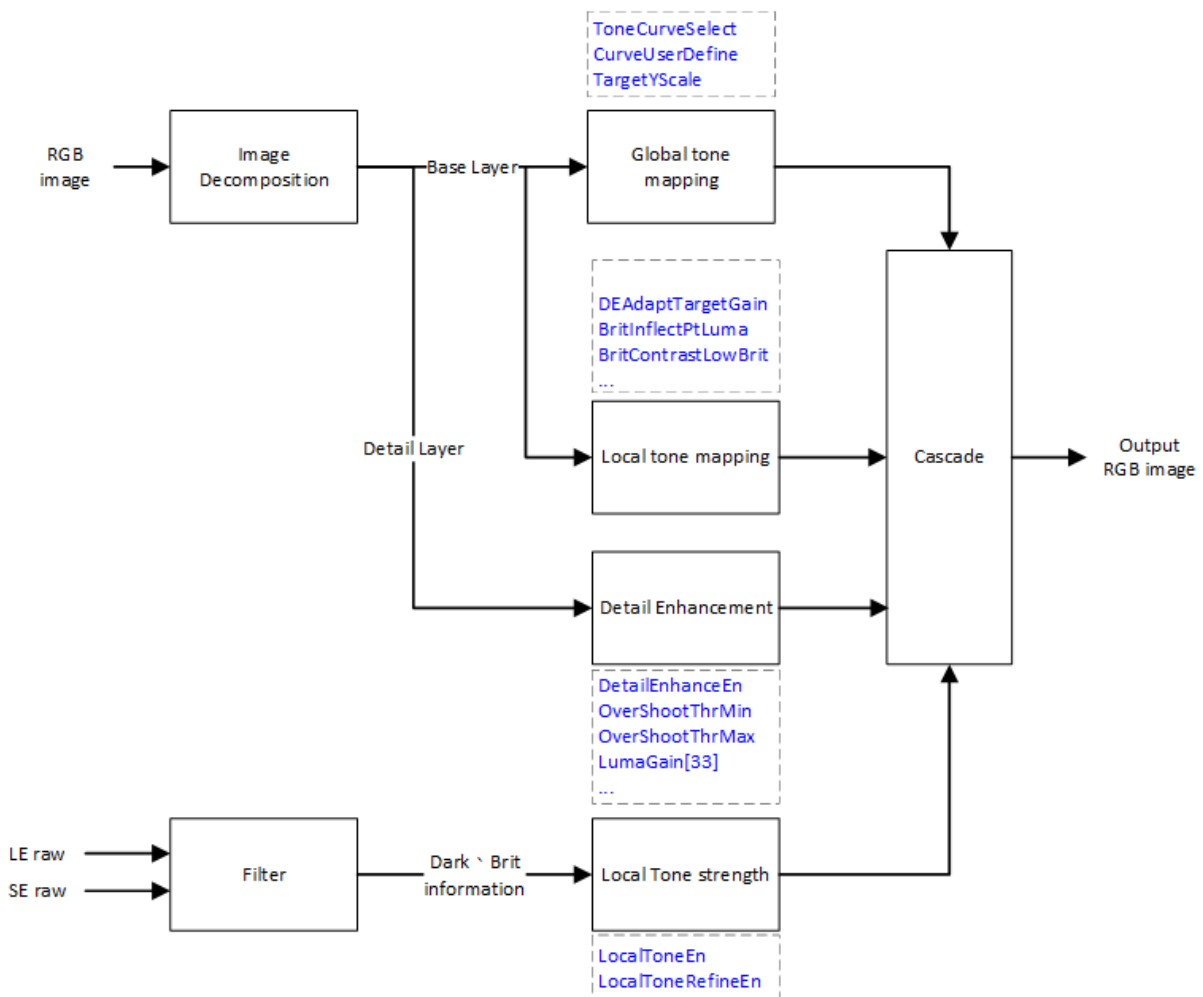 ToneCurveSelect
CurveUserDefine
TargetYScale
RGB
image
Image
Decomposition
Base Layer
Global tone
mapping
DEAdaptTargetGain
BritInflectPtLuma
BritContrastLowBrit
...
Detail Layer
Local tone mapping
Cascade
Output
RGB image
Detail Enhancement
DetailEnhanceEn
OverShootThrMin
OverShootThrMax
LumaGain[33]
...
LE raw
SE raw
Filter
Dark、Brit
information
Local Tone strength
LocalToneEn
LocalToneRefineEn